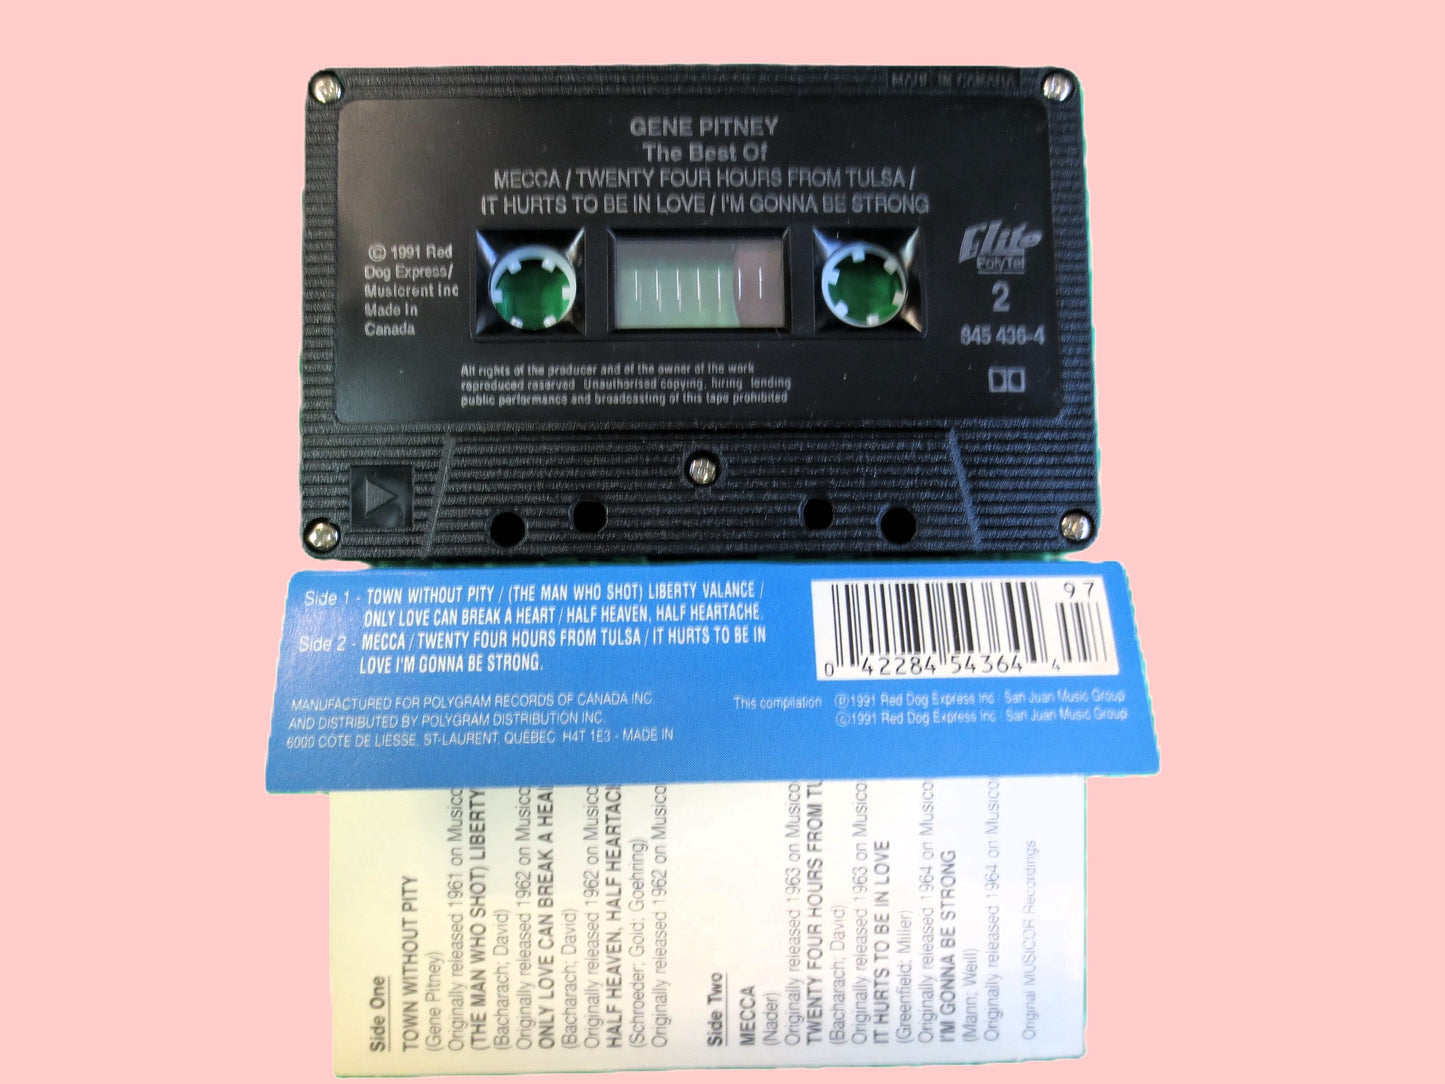 MADE IN CANADA
GENE PITNEY
The Best Of
MECCA / TWENTY FOUR HOURS FROM TULSA /
IT HURTS TO BE IN LOVE / I'M GONNA BE STRONG
© 1991 Red
Dog Express/
Musicrent Inc
Made In
Canada
Elite
PolyTel
2
845 436-4
All rights of the producer and of the owner of the work
reproduced reserved Unauthorised copying, hiring, lending
public performance and broadcasting of this tape prohibited
Side 1 - TOWN WITHOUT PITY / (THE MAN WHO SHOT) LIBERTY VALANCE /
ONLY LOVE CAN BREAK A HEART / HALF HEAVEN, HALF HEARTACHE.
Side 2 - MECCA / TWENTY FOUR HOURS FROM TULSA / IT HURTS TO BE IN
LOVE I'M GONNA BE STRONG.
97
0 42284 54364 4
MANUFACTURED FOR POLYGRAM RECORDS OF CANADA INC.
AND DISTRIBUTED BY POLYGRAM DISTRIBUTION INC.
6000 CÔTE DE LIESSE, ST-LAURENT, QUÉBEC H4T 1E3 - MADE IN
This compilation ℗1991 Red Dog Express Inc San Juan Music Group
©1991 Red Dog Express Inc San Juan Music Group
Side One
TOWN WITHOUT PITY
(Gene Pitney)
Originally released 1961 on Musico
(THE MAN WHO SHOT) LIBERTY
(Bacharach; David)
Originally released 1962 on Musico
ONLY LOVE CAN BREAK A HEA
(Bacharach; David)
Originally released 1962 on Musico
HALF HEAVEN, HALF HEARTAC
(Schroeder; Gold; Goehring)
Originally released 1962 on Musico
Side Two
MECCA
(Nader)
Originally released 1963 on Musico
TWENTY FOUR HOURS FROM TU
(Bacharach; David)
Originally released 1963 on Musico
IT HURTS TO BE IN LOVE
(Greenfield; Miller)
Originally released 1964 on Musico
I'M GONNA BE STRONG
(Mann; Weill)
Originally released 1964 on Musico
Original MUSICOR Recordings